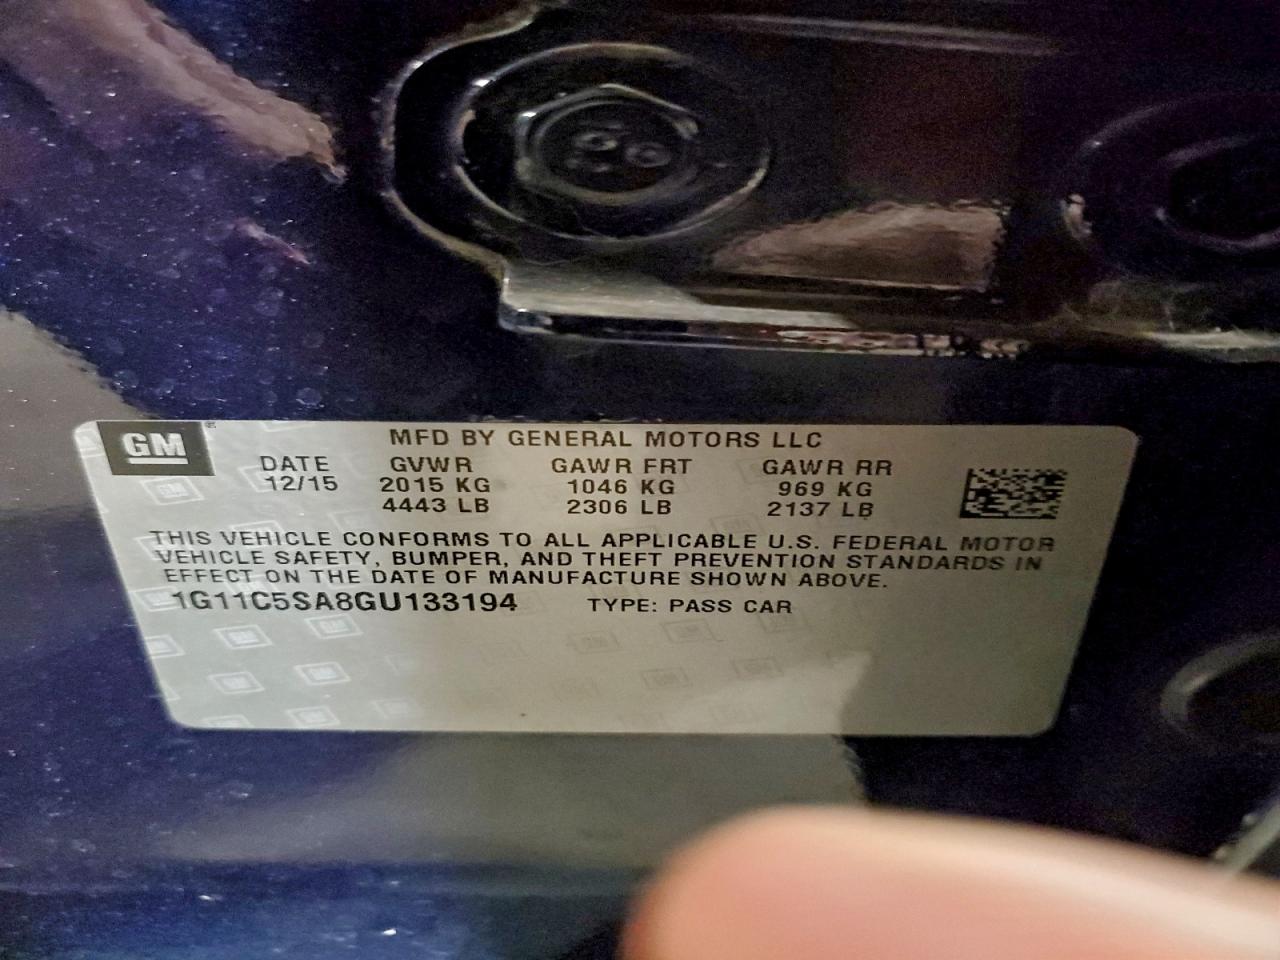 GM
MFD BY GENERAL MOTORS LLC
DATE GVWR GAWR FRT GAWR RR
12/15 2015 KG 1046 KG 969 KG
4443 LB 2306 LB 2137 LB
THIS VEHICLE CONFORMS TO ALL APPLICABLE U.S. FEDERAL MOTOR
VEHICLE SAFETY, BUMPER, AND THEFT PREVENTION STANDARDS IN
EFFECT ON THE DATE OF MANUFACTURE SHOWN ABOVE.
1G11C5SA8GU133194 TYPE: PASS CAR